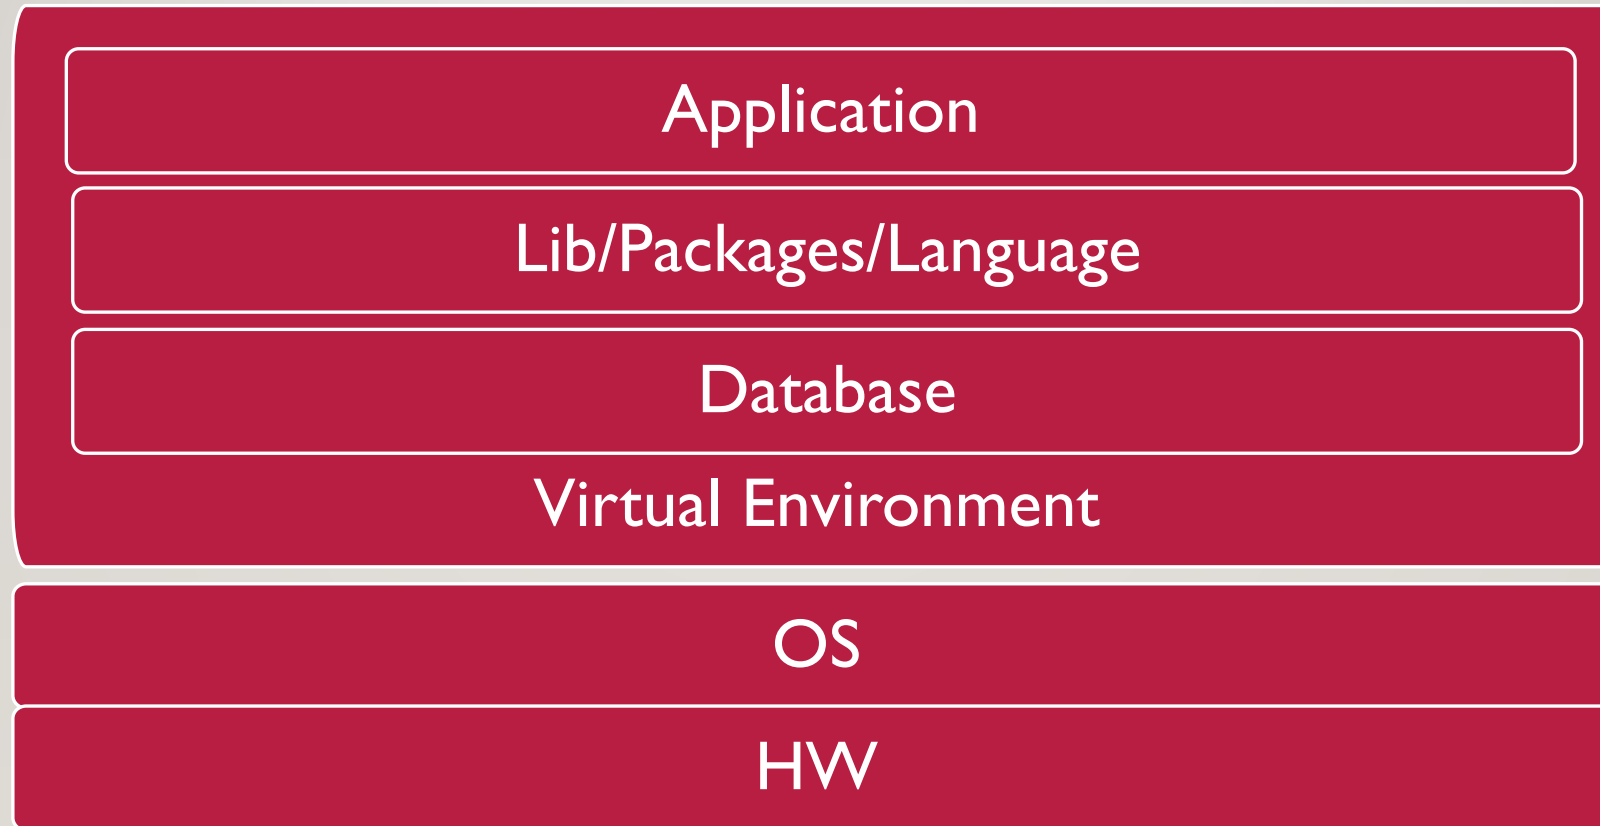 Application
Lib/Packages/Language
Database
Virtual Environment
OS
HW